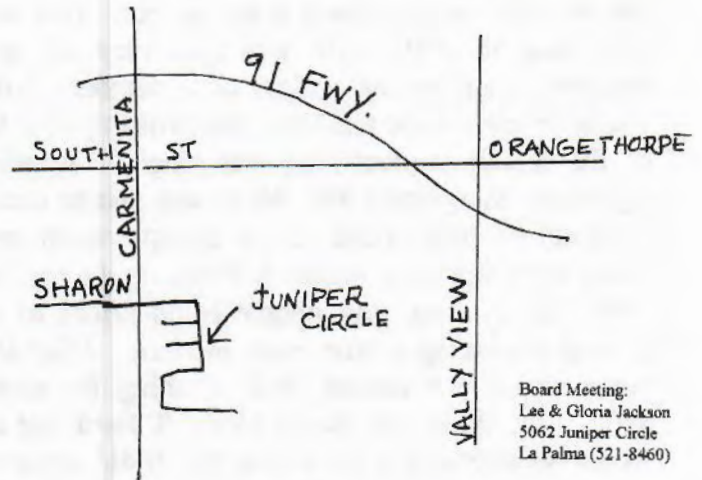 91 FWY.
CARMENITA
SOUTH ST
ORANGETHORPE
SHARON
JUNIPER
CIRCLE
VALLY VIEW
Board Meeting:
Lee & Gloria Jackson
5062 Juniper Circle
La Palma (521-8460)